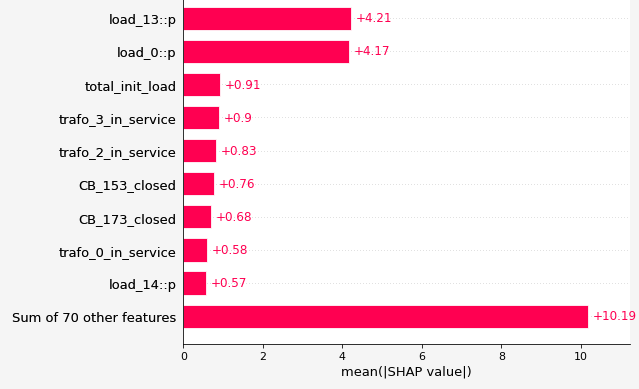 load_13::p +4.21
load_0::p +4.17
total_init_load +0.91
trafo_3_in_service +0.9
trafo_2_in_service +0.83
CB_153_closed +0.76
CB_173_closed +0.68
trafo_0_in_service +0.58
load_14::p +0.57
Sum of 70 other features +10.19
0 2 4 6 8 10
mean(|SHAP value|)